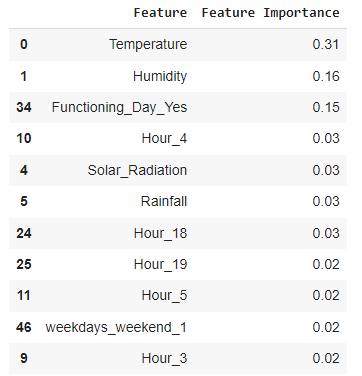 Feature Feature Importance
0 Temperature 0.31
1 Humidity 0.16
34 Functioning_Day_Yes 0.15
10 Hour_4 0.03
4 Solar_Radiation 0.03
5 Rainfall 0.03
24 Hour_18 0.03
25 Hour_19 0.02
11 Hour_5 0.02
46 weekdays_weekend_1 0.02
9 Hour_3 0.02